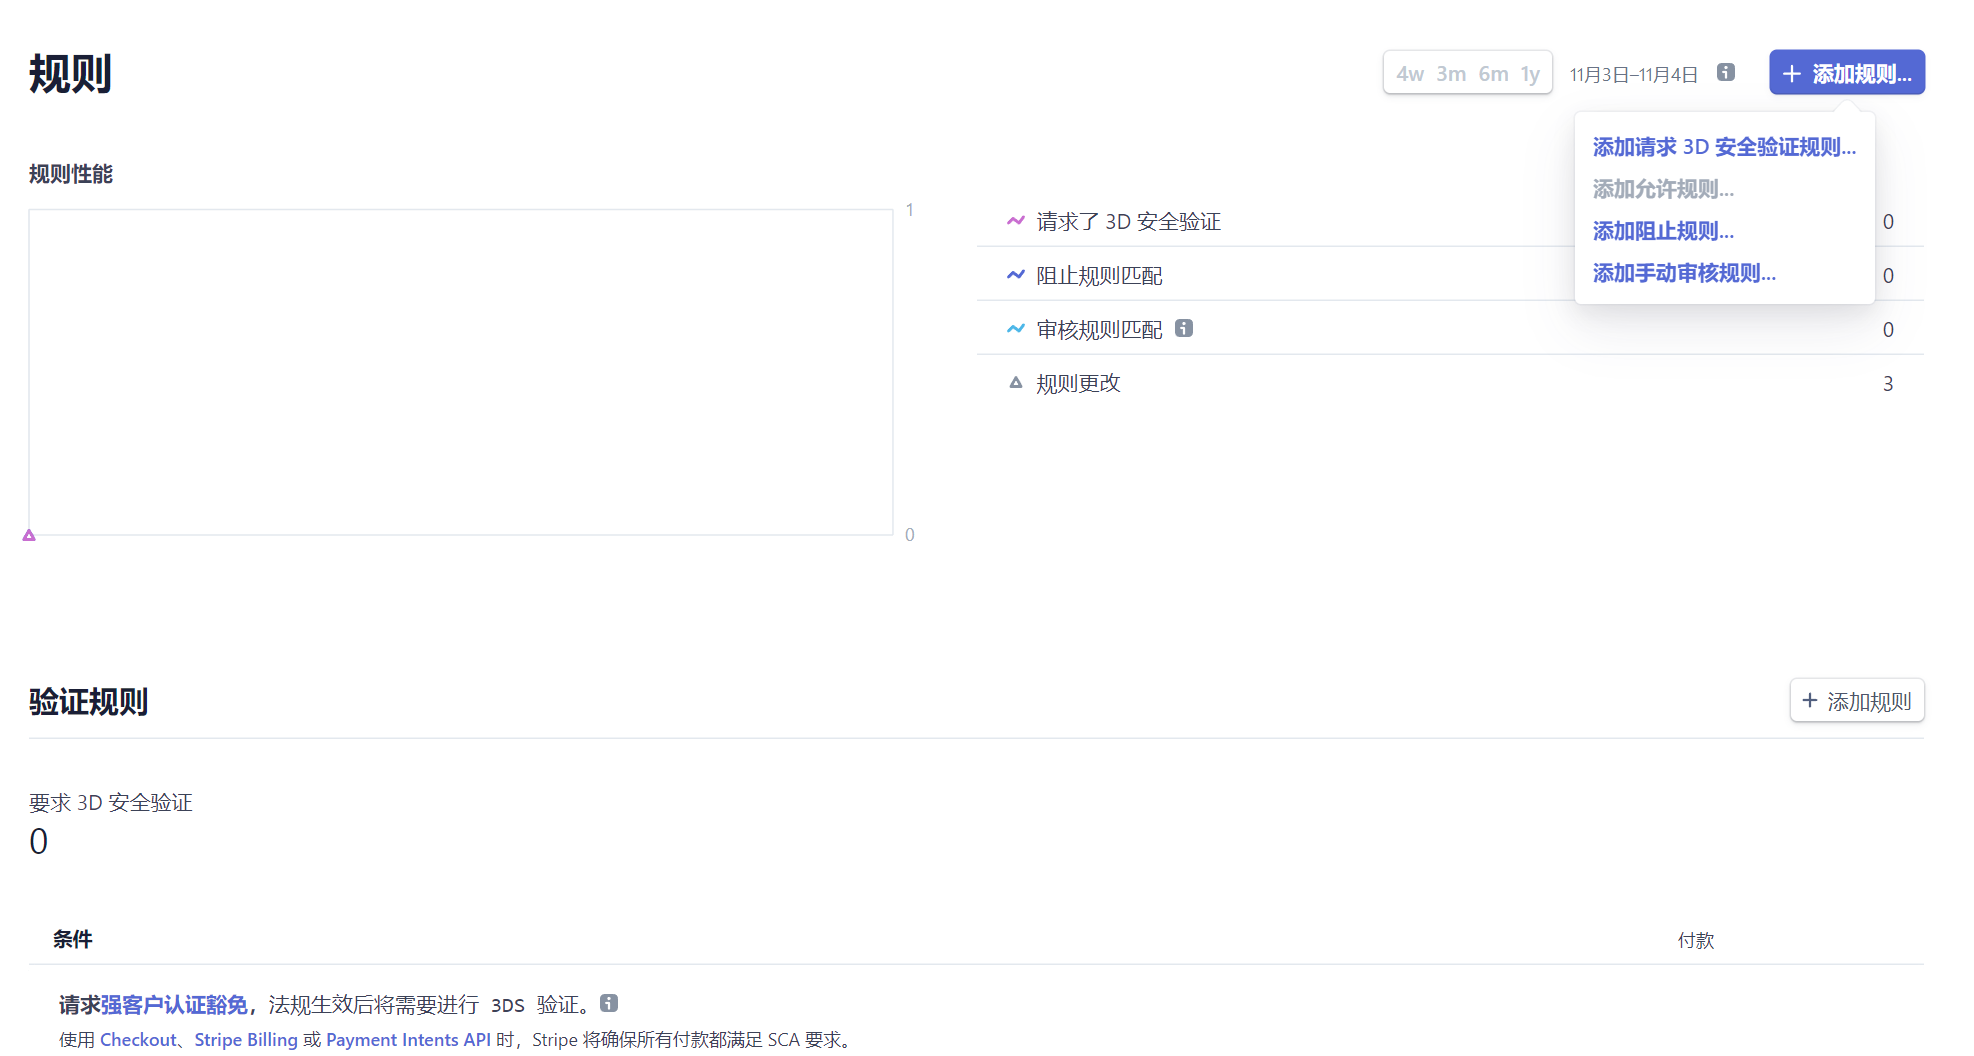 规则
4w 3m 6m 1y
11月3日–11月4日
+ 添加规则...
添加请求 3D 安全验证规则...
添加允许规则...
添加阻止规则...
添加手动审核规则...
规则性能
1
0
请求了 3D 安全验证 0
阻止规则匹配 0
审核规则匹配 0
规则更改 3
验证规则
+ 添加规则
要求 3D 安全验证
0
条件 付款
请求强客户认证豁免，法规生效后将需要进行 3DS 验证。
使用 Checkout、Stripe Billing 或 Payment Intents API 时，Stripe 将确保所有付款都满足 SCA 要求。